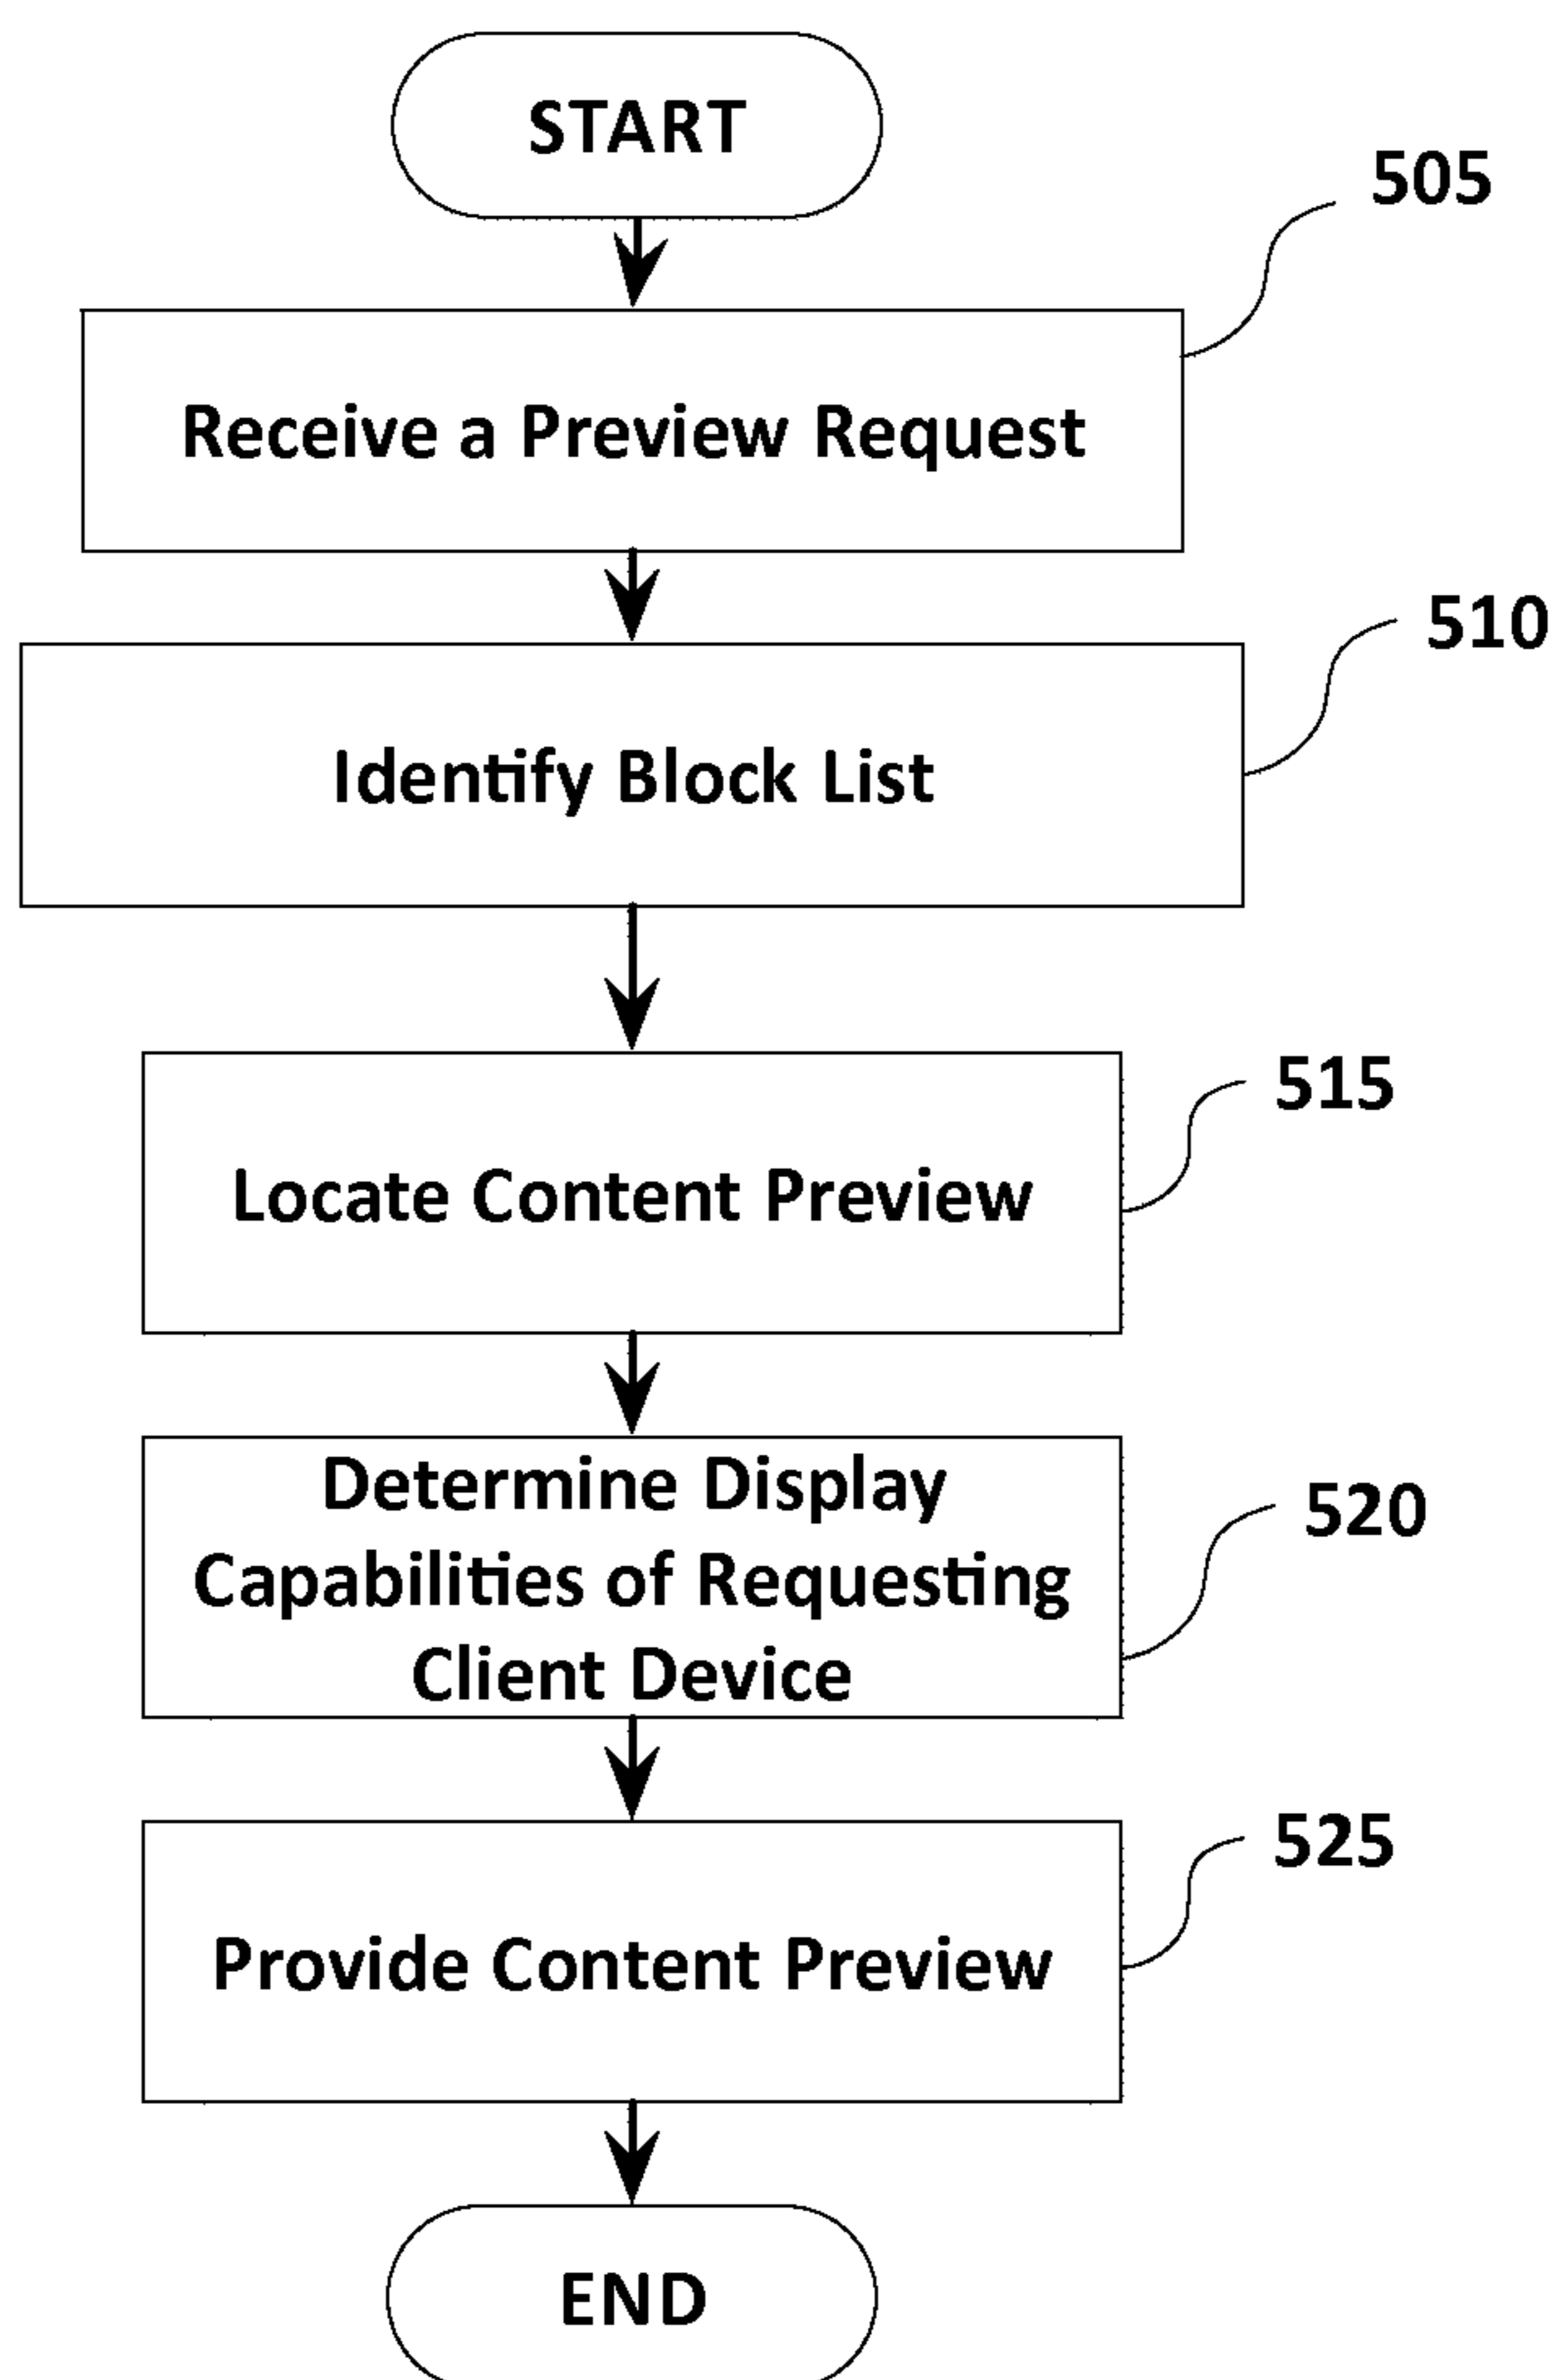 START
505
Receive a Preview Request
510
Identify Block List
515
Locate Content Preview
Determine Display
520
Capabilities of Requesting
Client Device
525
Provide Content Preview
END